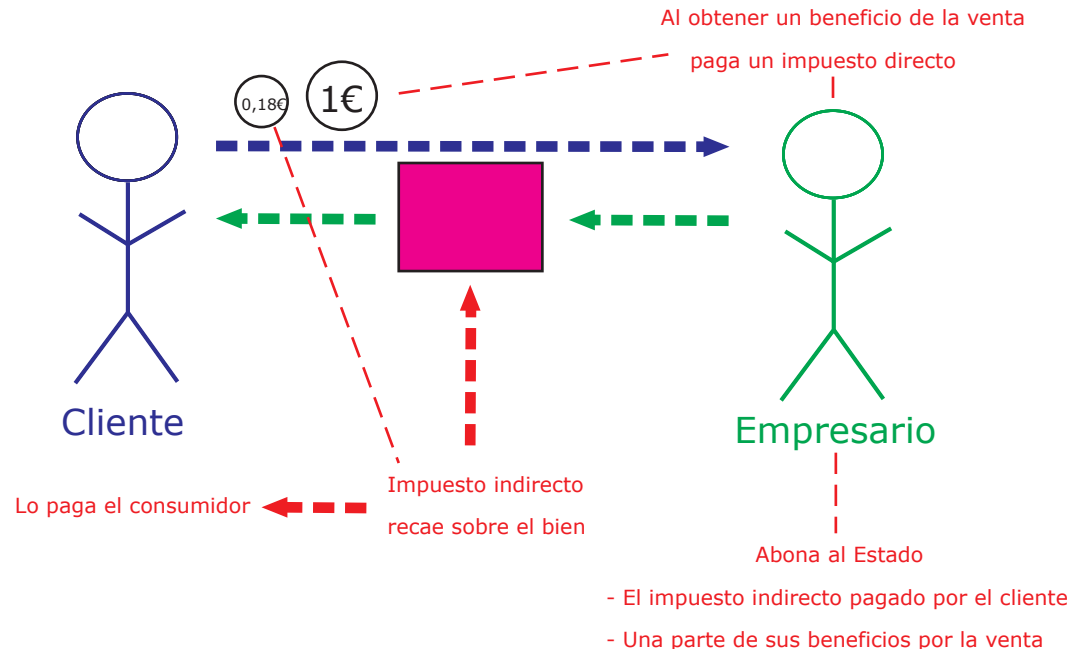 Al obtener un beneficio de la venta
paga un impuesto directo
0,18€
1€
Cliente
Empresario
Impuesto indirecto
recae sobre el bien
Lo paga el consumidor
Abona al Estado
- El impuesto indirecto pagado por el cliente
- Una parte de sus beneficios por la venta